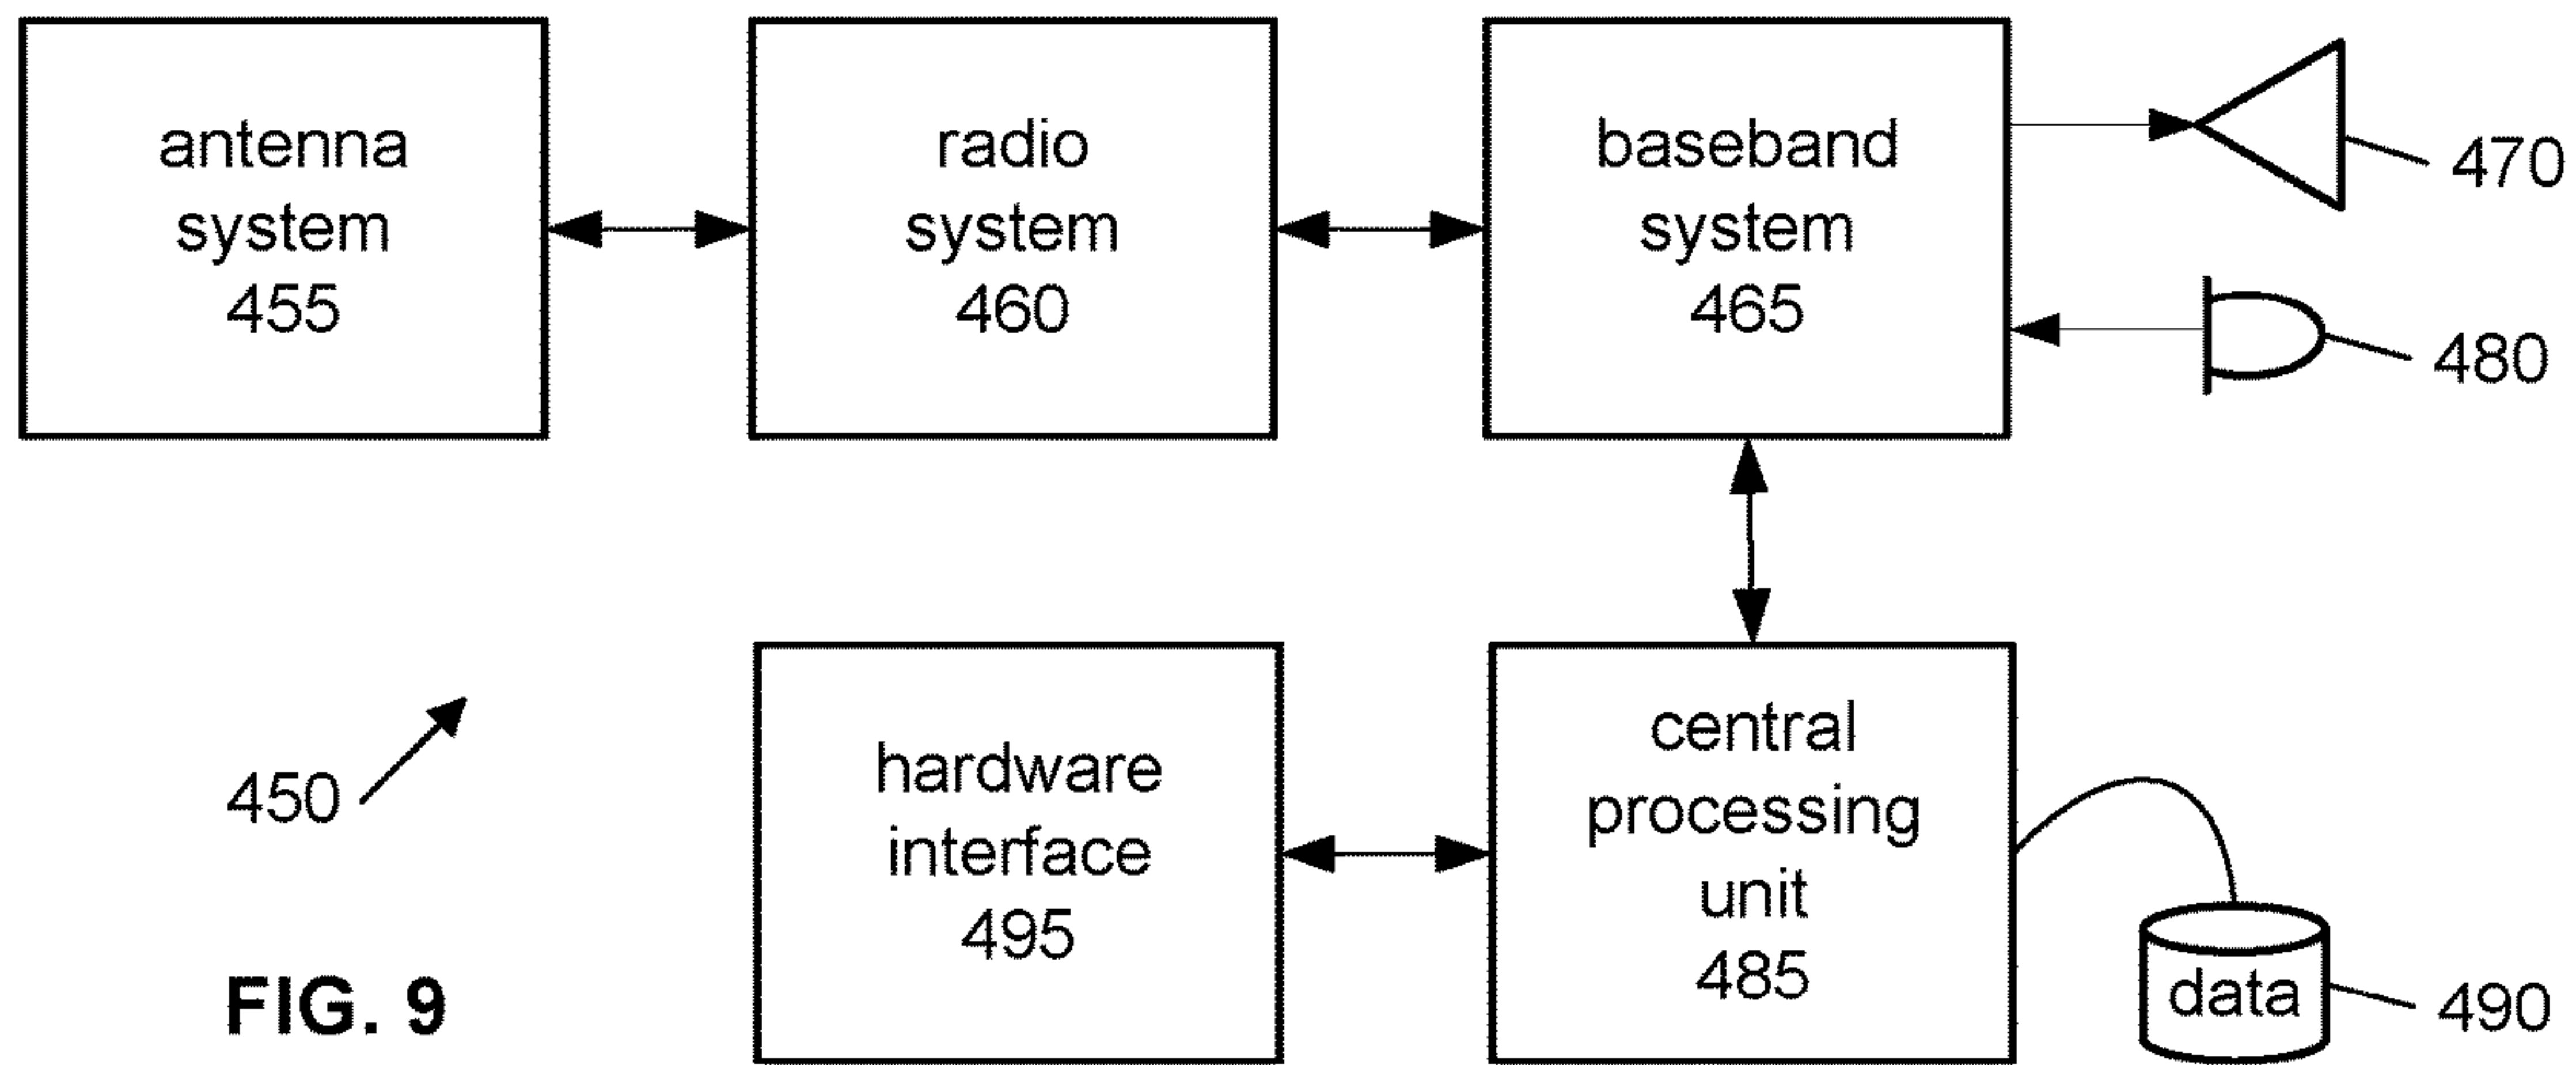 antenna
system
455
radio
system
460
baseband
system
465
470
480
450
hardware
interface
495
central
processing
unit
485
data
490
FIG. 9